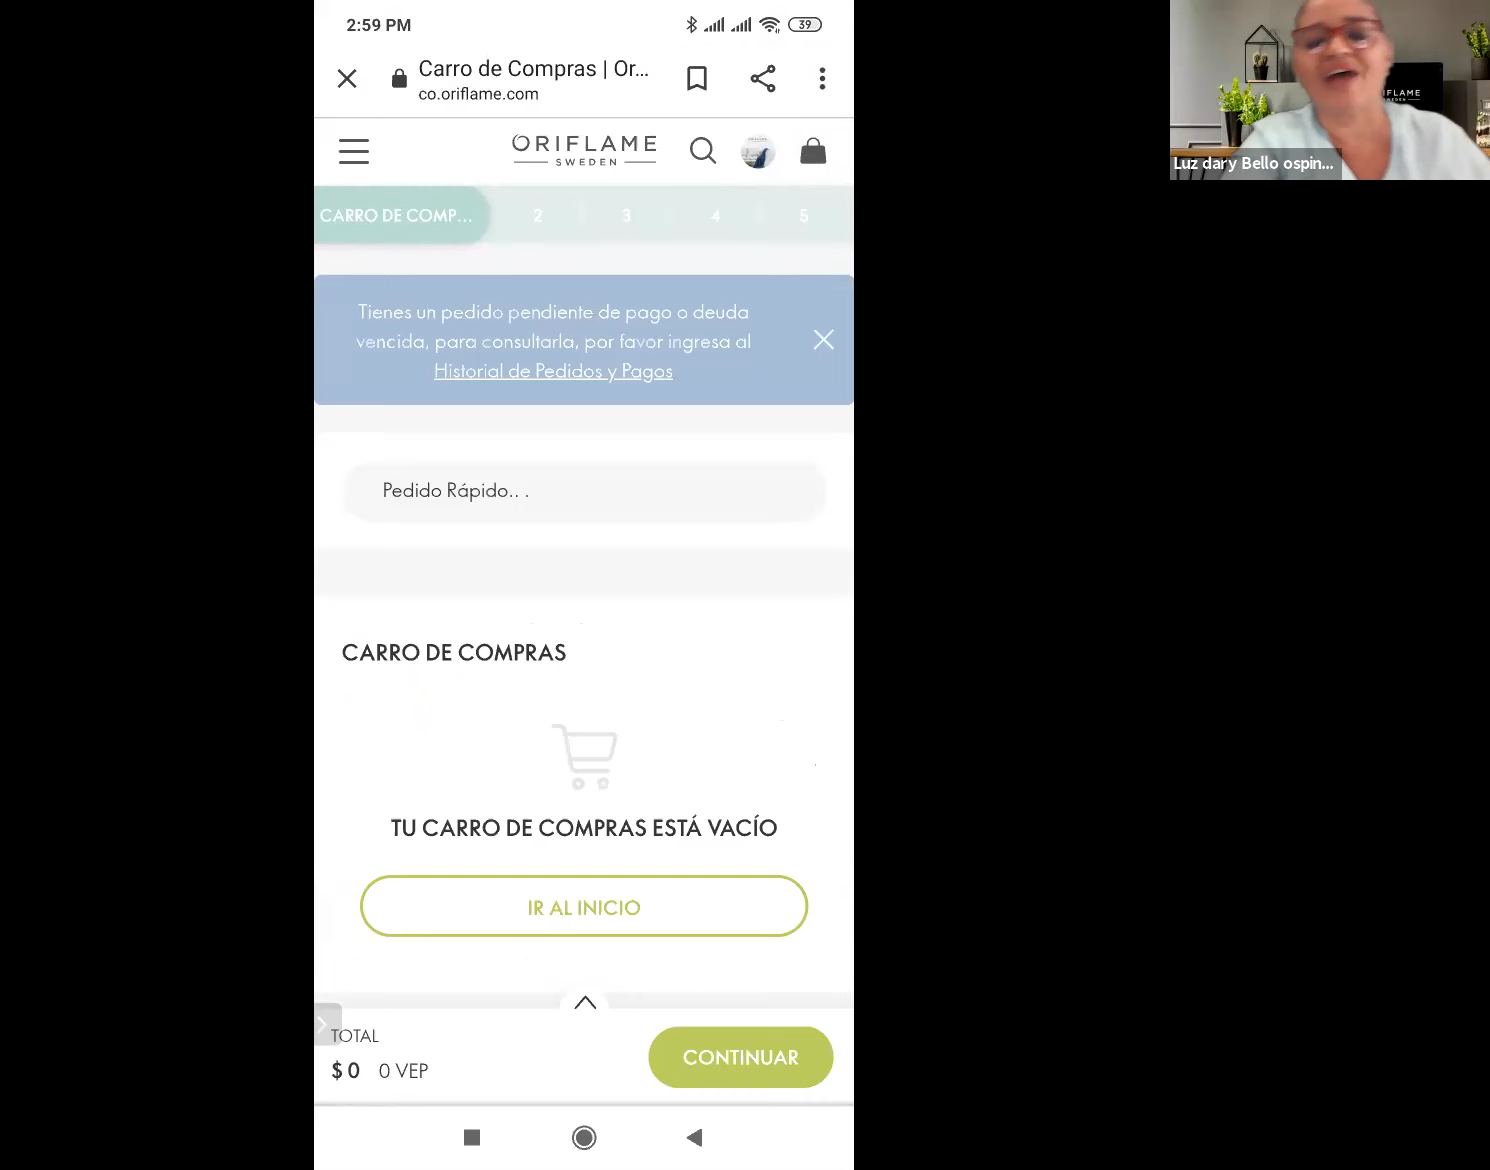 2:59 PM
39
Carro de Compras | Or...
co.oriflame.com
ORIFLAME
SWEDEN
CARRO DE COMP...
2
3
4
5
Tienes un pedido pendiente de pago o deuda
vencida, para consultarla, por favor ingresa al
Historial de Pedidos y Pagos
Pedido Rápido.. .
CARRO DE COMPRAS
TU CARRO DE COMPRAS ESTÁ VACÍO
IR AL INICIO
TOTAL
$ 0 0 VEP
CONTINUAR
IFLAME
SWEDEN
Luz dary Bello ospin...